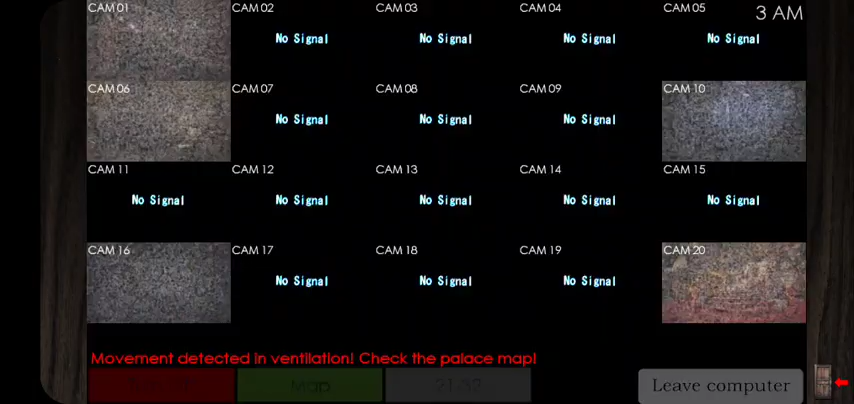 CAM 01 CAM 02 CAM 03 CAM 04 CAM 05 3 AM
No Signal No Signal No Signal No Signal
CAM 06 CAM 07 CAM 08 CAM 09 CAM 10
No Signal No Signal No Signal
CAM 11 CAM 12 CAM 13 CAM 14 CAM 15
No Signal No Signal No Signal No Signal No Signal
CAM 16 CAM 17 CAM 18 CAM 19 CAM 20
No Signal No Signal No Signal
Movement detected in ventilation! Check the palace map!
Map Leave computer